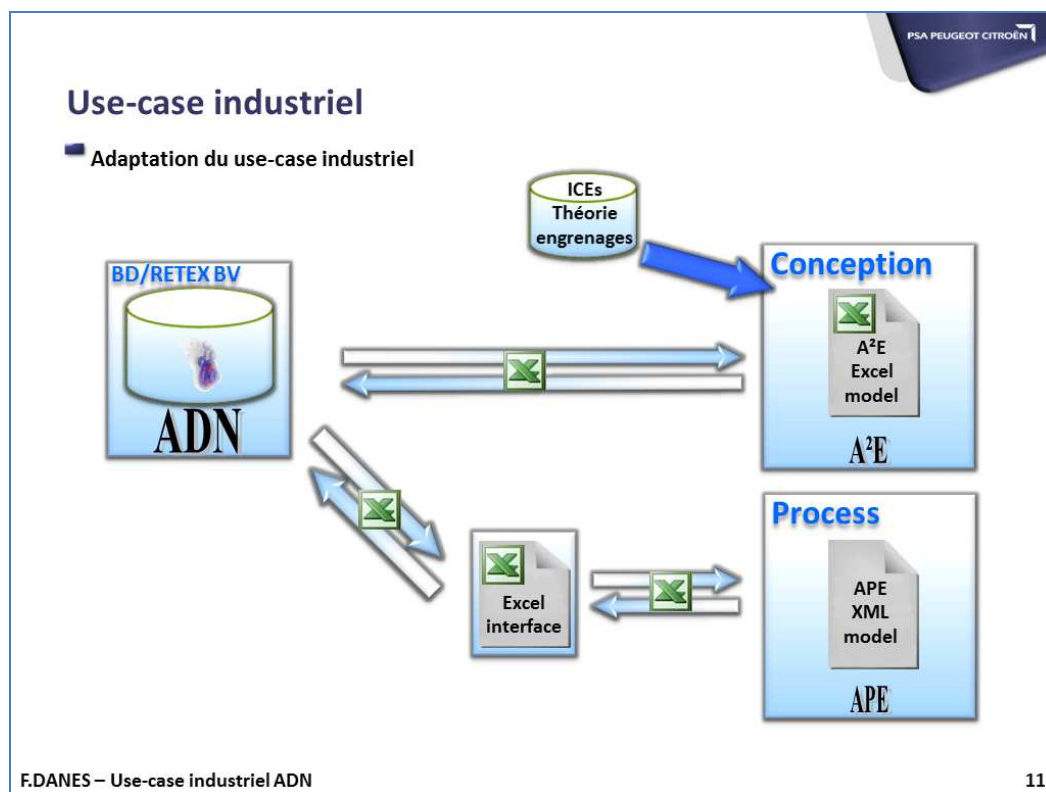 PSA PEUGEOT CITROËN
Use-case industriel
Adaptation du use-case industriel
ICEs
Théorie
engrenages
BD/RETEX BV
ADN
Conception
A²E
Excel
model
A²E
Excel
interface
Process
APE
XML
model
APE
F.DANES – Use-case industriel ADN
11